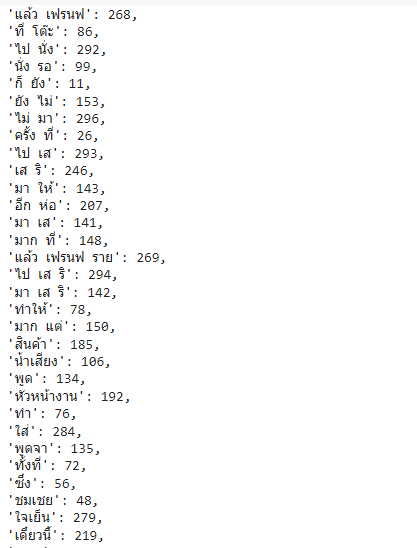 'แล้ว เฟรนฟ': 268,
'ที่ โต๊ะ': 86,
'ไป นั่ง': 292,
'นั่ง รอ': 99,
'ก็ ยัง': 11,
'ยัง ไม่': 153,
'ไม่ มา': 296,
'ครั้ง ที่': 26,
'ไป เส': 293,
'เส ริ': 246,
'มา ให้': 143,
'อีก ห่อ': 207,
'มา เส': 141,
'มาก ที่': 148,
'แล้ว เฟรนฟ ราย': 269,
'ไป เส ริ': 294,
'มา เส ริ': 142,
'ทำให้': 78,
'มาก แต่': 150,
'สินค้า': 185,
'น้ำเสียง': 106,
'พูด': 134,
'หัวหน้างาน': 192,
'ทำ': 76,
'ใส่': 284,
'พูดจา': 135,
'ทั้งที่': 72,
'ซึ่ง': 56,
'ชมเชย': 48,
'ใจเย็น': 279,
'เดี๋ยวนี้': 219,